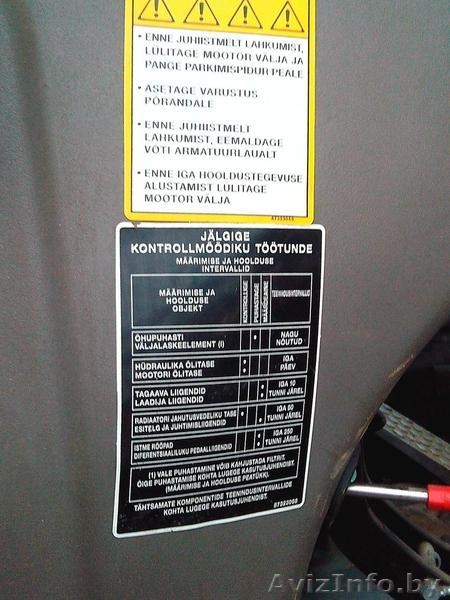 • ENNE JUHIISTMELT LAHKUMIST,
LÜLITAGE MOOTOR VÄLJA JA
PANGE PARKIMISPIDUR PEALE
• ASETAGE VARUSTUS
PÕRANDALE
• ENNE JUHIISTMELT
LAHKUMIST, EEMALDAGE
VÕTI ARMATUURLAUALT
• ENNE IGA HOOLDUSTEGEVUSE
ALUSTAMIST LÜLITAGE
MOOTOR VÄLJA
JÄLGIGE
KONTROLLMÕÕDIKU TÖÖTUNDE
MÄÄRIMISE JA HOOLDUSE
INTERVALLID
MÄÄRIMISE JA
HOOLDUSE
OBJEKT
KONTROLLIGE
PUHASTAGE
MÄÄRIGE
TEENINDUSINTERVALLID
ÕHUPUHASTI
VÄLJALASKEELEMENT (I)
NAGU
NÕUTUD
HÜDRAULIKA ÕLITASE
MOOTORI ÕLITASE
IGA
PÄEV
TAGAAVA LIIGENDID
LAADIJA LIIGENDID
IGA 10
TUNNI JÄREL
RADIAATORI JAHUTUSVEDELIKU TASE
ESITELG JA JUHTIMISLIIGENDID
IGA 50
TUNNI JÄREL
ISTME RÖÖPAD
DIFERENTSIAALILUKU PEDAALLIIGENDID
IGA 250
TUNNI JÄREL
(1) VALE PUHASTAMINE VÕIB KAHJUSTADA FILTRIT.
ÕIGE PUHASTAMISE KOHTA LUGEGE KASUTUSJUHENDIST.
(MÄÄRIMISE JA HOOLDUSE PEATÜKK).
TÄHTSAMATE KOMPONENTIDE TEENINDUSINTERVALLIDE
KOHTA LUGEGE KASUTUSJUHENDIST.
AvizInfo.by